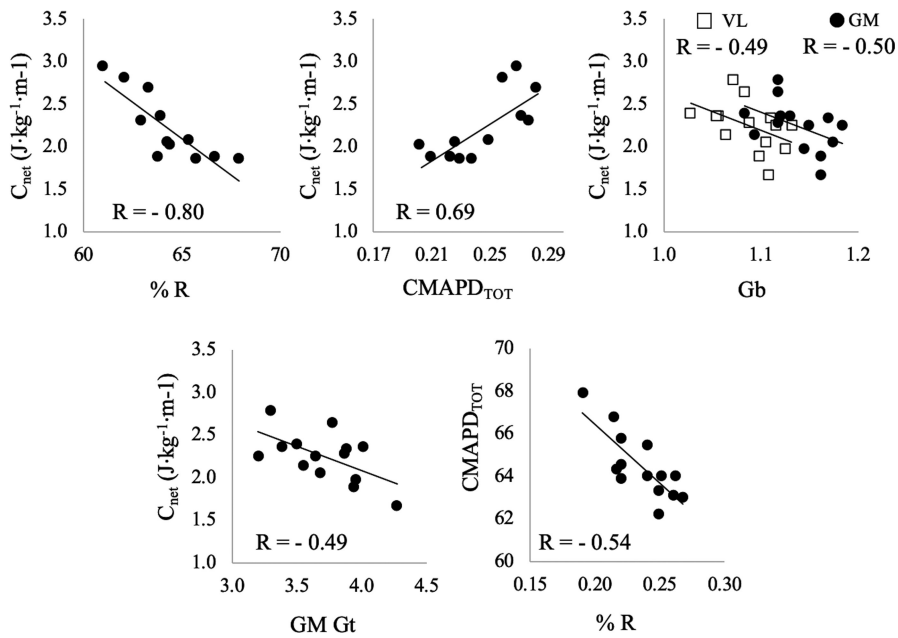 3.5
3.0
2.5
2.0
1.5
1.0
C_net (J·kg⁻¹·m-1)
R = - 0.80
60
65
70
% R
3.5
3.0
2.5
2.0
1.5
1.0
C_net (J·kg⁻¹·m-1)
R = 0.69
0.17
0.21
0.25
0.29
CMAPD_TOT
VL
GM
R = - 0.49
R = - 0.50
3.5
3.0
2.5
2.0
1.5
1.0
C_net (J·kg⁻¹·m-1)
1.0
1.1
1.2
Gb
3.5
3.0
2.5
2.0
1.5
1.0
C_net (J·kg⁻¹·m-1)
R = - 0.49
3.0
3.5
4.0
4.5
GM Gt
70
68
66
64
62
60
CMAPD_TOT
R = - 0.54
0.15
0.20
0.25
0.30
% R